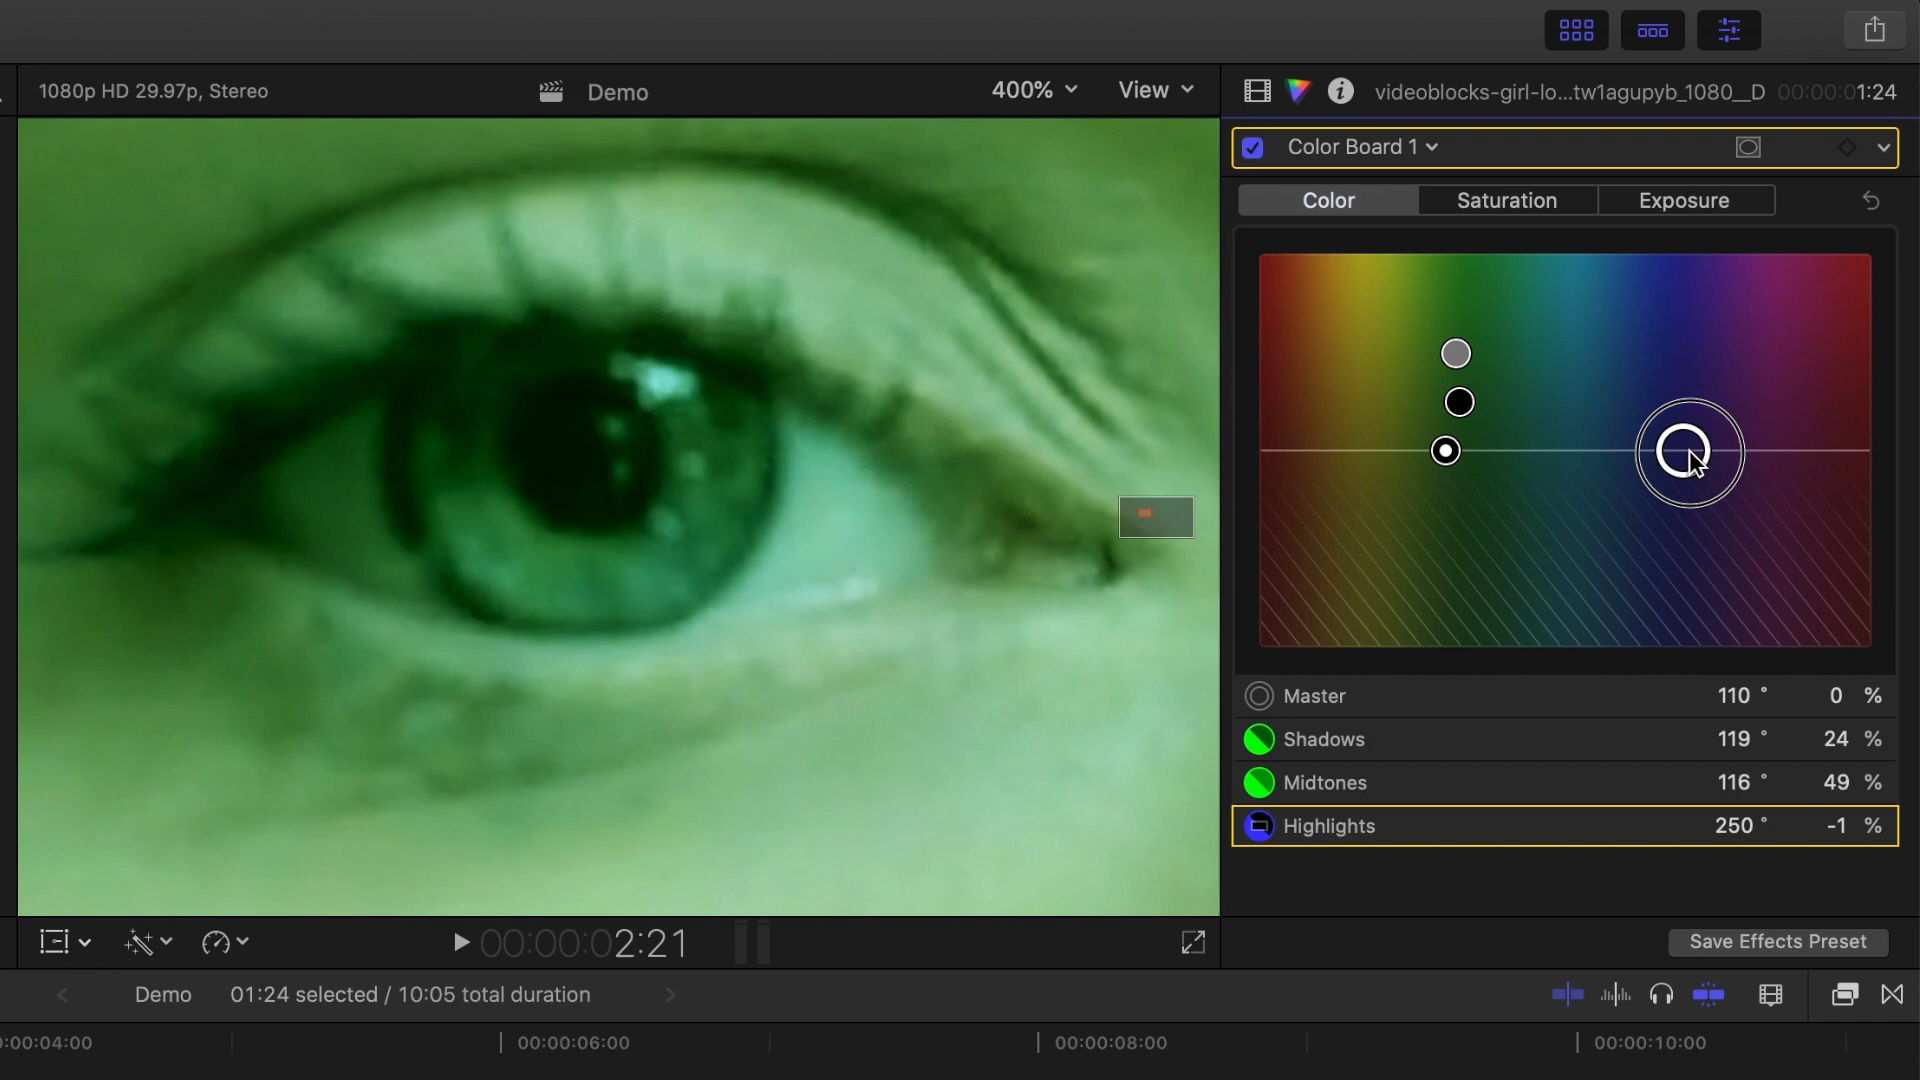 1080p HD 29.97p, Stereo
Demo
400%
View
videoblocks-girl-lo...tw1agupyb_1080__D
00:00:01:24
Color Board 1
Color
Saturation
Exposure
Master 110 ° 0 %
Shadows 119 ° 24 %
Midtones 116 ° 49 %
Highlights 250 ° -1 %
00:00:02:21
Save Effects Preset
Demo
01:24 selected / 10:05 total duration
:00:04:00
00:00:06:00
00:00:08:00
00:00:10:00